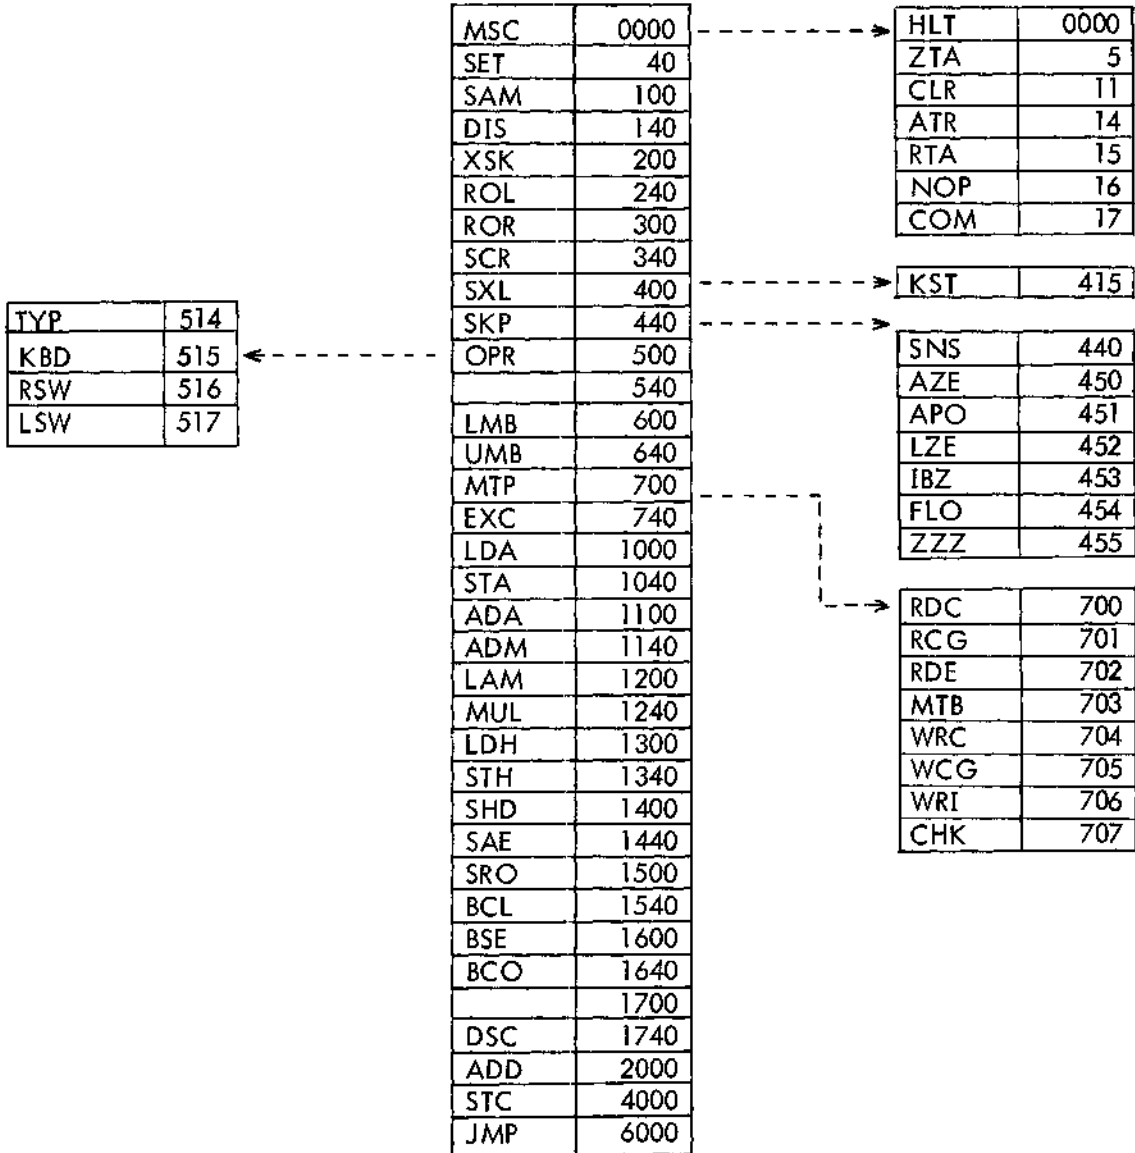 MSC 0000
SET 40
SAM 100
DIS 140
XSK 200
ROL 240
ROR 300
SCR 340
SXL 400
SKP 440
OPR 500
540
LMB 600
UMB 640
MTP 700
EXC 740
LDA 1000
STA 1040
ADA 1100
ADM 1140
LAM 1200
MUL 1240
LDH 1300
STH 1340
SHD 1400
SAE 1440
SRO 1500
BCL 1540
BSE 1600
BCO 1640
1700
DSC 1740
ADD 2000
STC 4000
JMP 6000
TYP 514
KBD 515
RSW 516
LSW 517
HLT 0000
ZTA 5
CLR 11
ATR 14
RTA 15
NOP 16
COM 17
KST 415
SNS 440
AZE 450
APO 451
LZE 452
IBZ 453
FLO 454
ZZZ 455
RDC 700
RCG 701
RDE 702
MTB 703
WRC 704
WCG 705
WRI 706
CHK 707